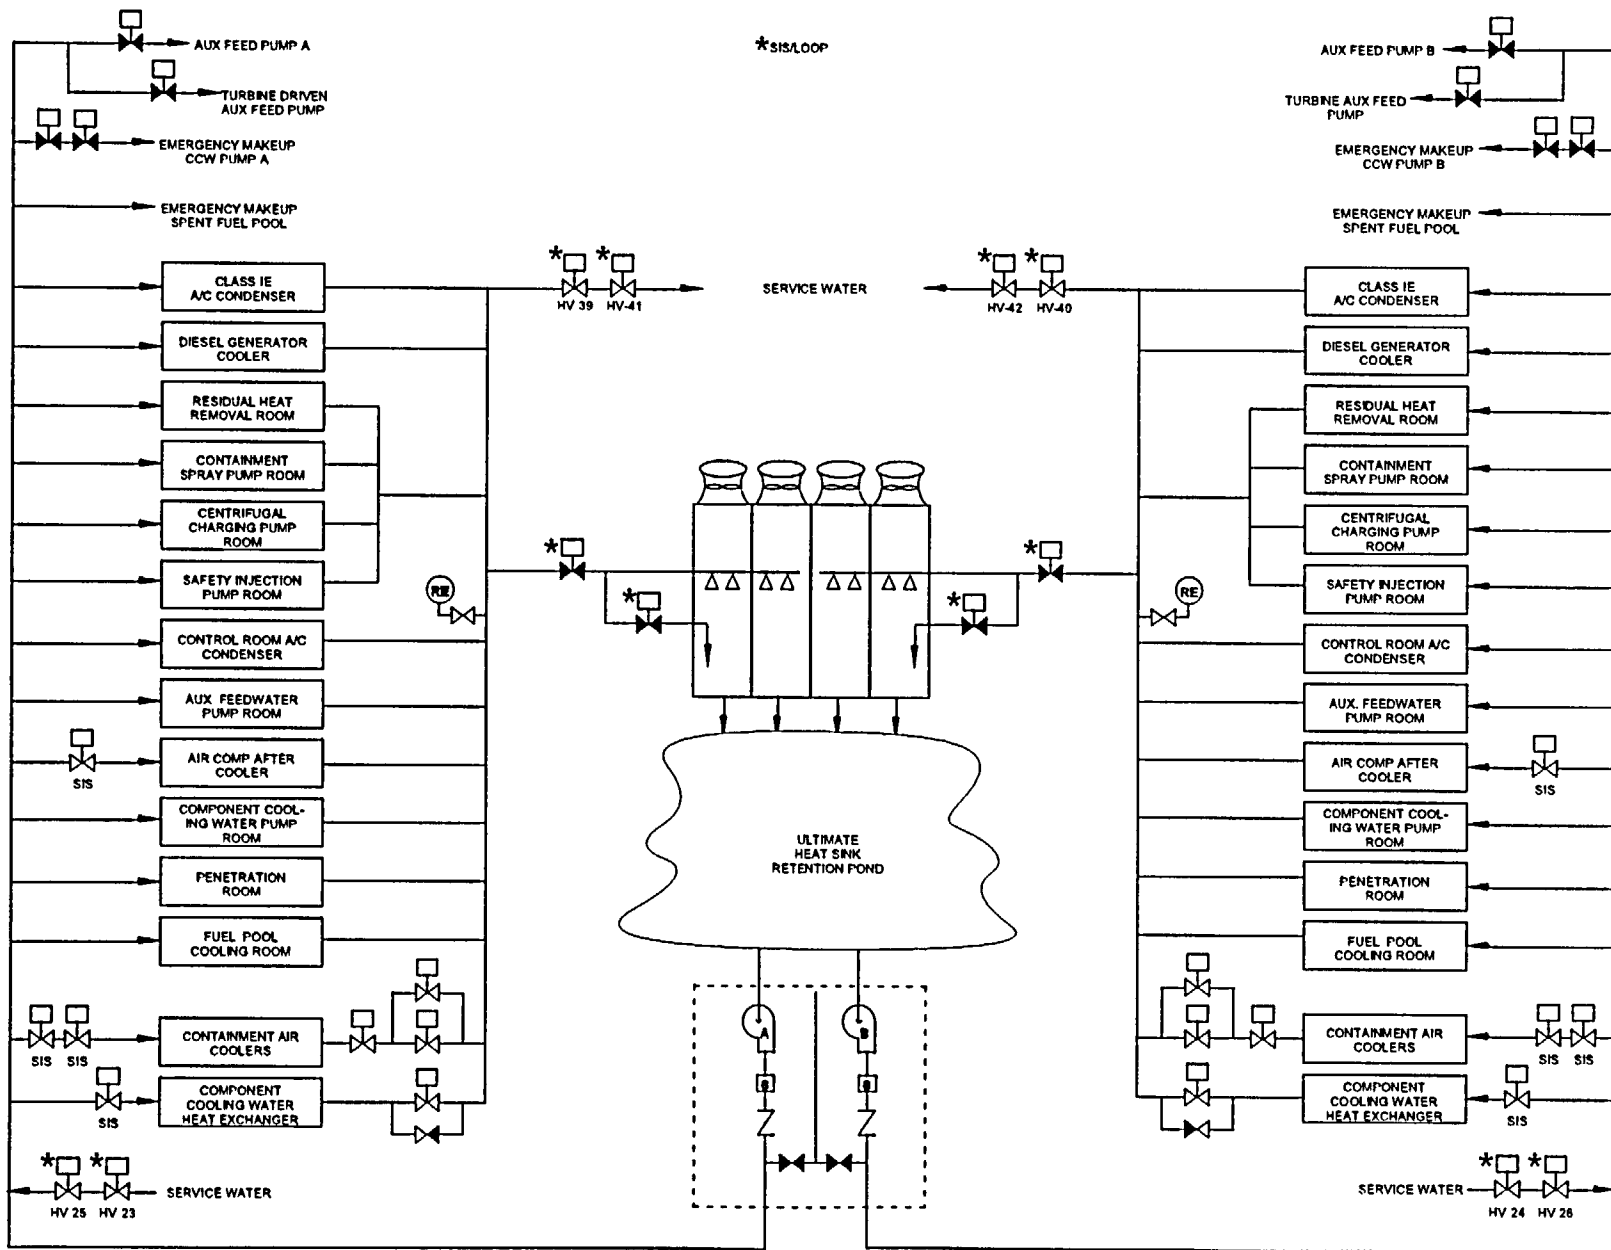 AUX FEED PUMP A
TURBINE DRIVEN
AUX FEED PUMP
EMERGENCY MAKEUP
CCW PUMP A
EMERGENCY MAKEUP
SPENT FUEL POOL
CLASS IE
A/C CONDENSER
DIESEL GENERATOR
COOLER
RESIDUAL HEAT
REMOVAL ROOM
CONTAINMENT
SPRAY PUMP ROOM
CENTRIFUGAL
CHARGING PUMP
ROOM
SAFETY INJECTION
PUMP ROOM
CONTROL ROOM A/C
CONDENSER
AUX FEEDWATER
PUMP ROOM
SIS
AIR COMP AFTER
COOLER
COMPONENT COOL-
ING WATER PUMP
ROOM
PENETRATION
ROOM
FUEL POOL
COOLING ROOM
SIS SIS
CONTAINMENT AIR
COOLERS
SIS
COMPONENT
COOLING WATER
HEAT EXCHANGER
* *
HV 25 HV 23
SERVICE WATER
*SIS/LOOP
* *
HV 39 HV-41
SERVICE WATER
* *
HV-42 HV-40
RE
*
*
*
*
RE
ULTIMATE
HEAT SINK
RETENTION POND
A
B
S
S
AUX FEED PUMP B
TURBINE AUX FEED
PUMP
EMERGENCY MAKEUP
CCW PUMP B
EMERGENCY MAKEUP
SPENT FUEL POOL
CLASS IE
A/C CONDENSER
DIESEL GENERATOR
COOLER
RESIDUAL HEAT
REMOVAL ROOM
CONTAINMENT
SPRAY PUMP ROOM
CENTRIFUGAL
CHARGING PUMP
ROOM
SAFETY INJECTION
PUMP ROOM
CONTROL ROOM A/C
CONDENSER
AUX. FEEDWATER
PUMP ROOM
AIR COMP AFTER
COOLER
SIS
COMPONENT COOL-
ING WATER PUMP
ROOM
PENETRATION
ROOM
FUEL POOL
COOLING ROOM
CONTAINMENT AIR
COOLERS
SIS SIS
COMPONENT
COOLING WATER
HEAT EXCHANGER
SIS
SERVICE WATER
* *
HV 24 HV 26